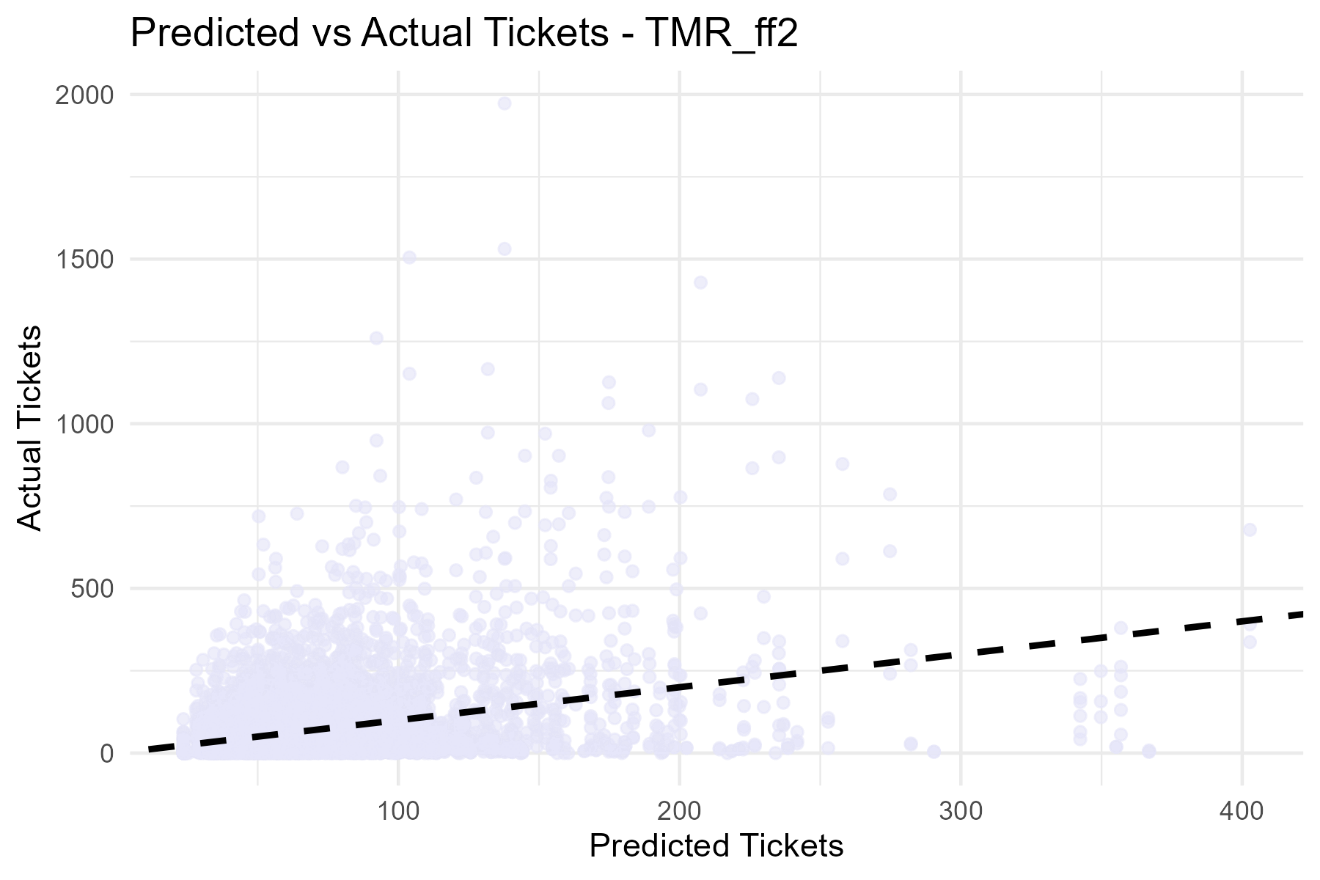 Predicted vs Actual Tickets - TMR_ff2
2000
1500
1000
500
0
Actual Tickets
100 200 300 400
Predicted Tickets